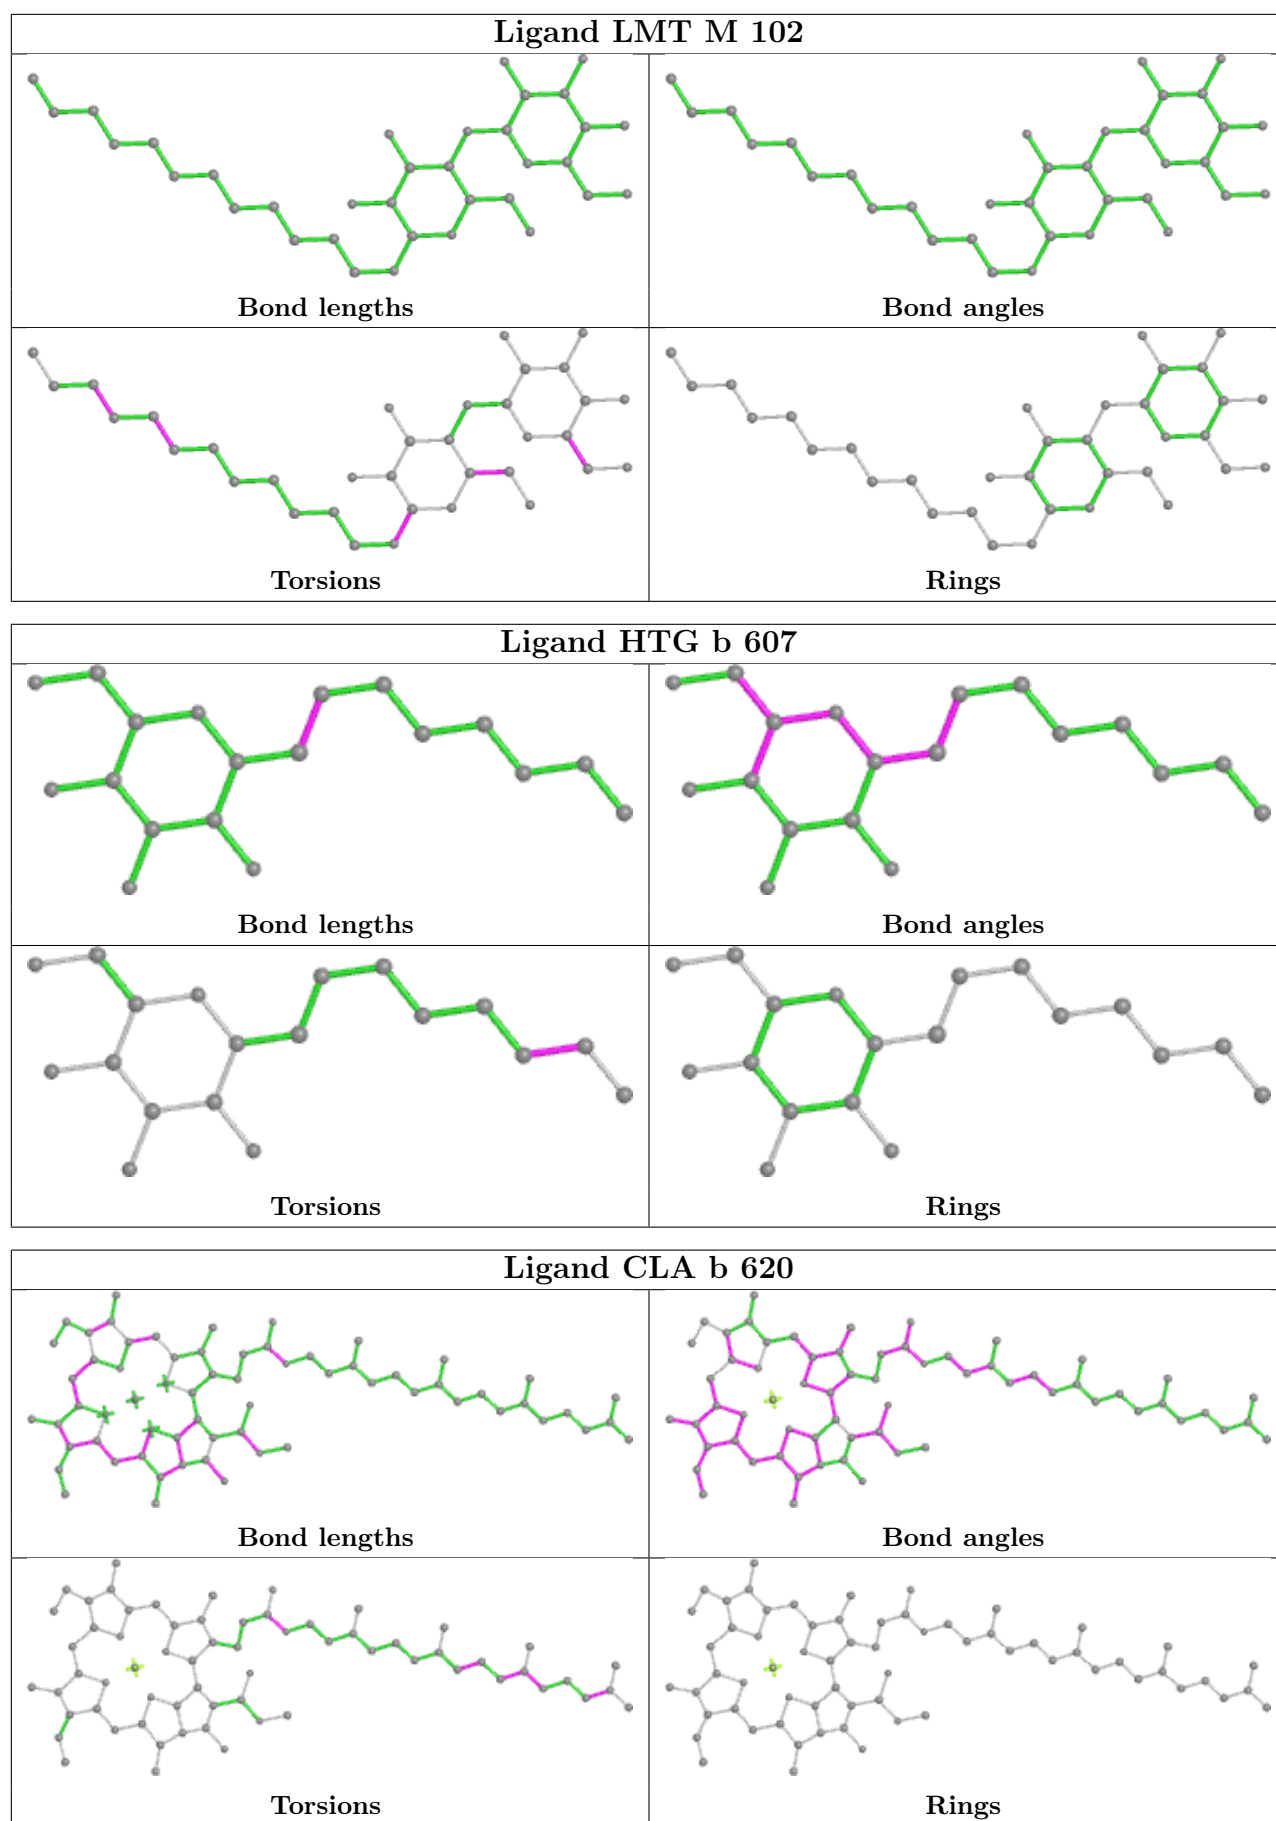 Ligand LMT M 102
Bond lengths
Bond angles
Torsions
Rings
Ligand HTG b 607
Bond lengths
Bond angles
Torsions
Rings
Ligand CLA b 620
Bond lengths
Bond angles
Torsions
Rings